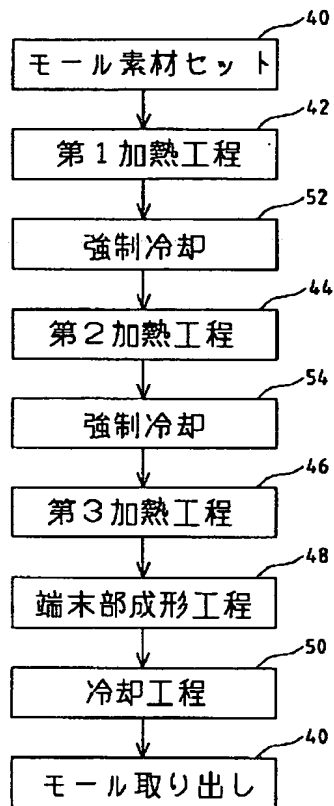 40
モール素材セット
42
第1加熱工程
52
強制冷却
44
第2加熱工程
54
強制冷却
46
第3加熱工程
48
端末部成形工程
50
冷却工程
40
モール取り出し